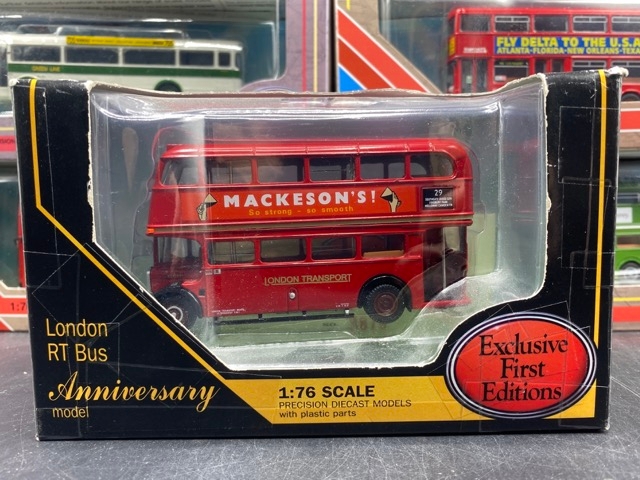 FLY DELTA TO THE U.S.A
ATLANTA-FLORIDA-NEW ORLEANS-TEXA
MACKESON'S!
So strong - so smooth
29
LONDON TRANSPORT
London
RT Bus
Anniversary
model
1:76 SCALE
PRECISION DIECAST MODELS
with plastic parts
Exclusive
First
Editions